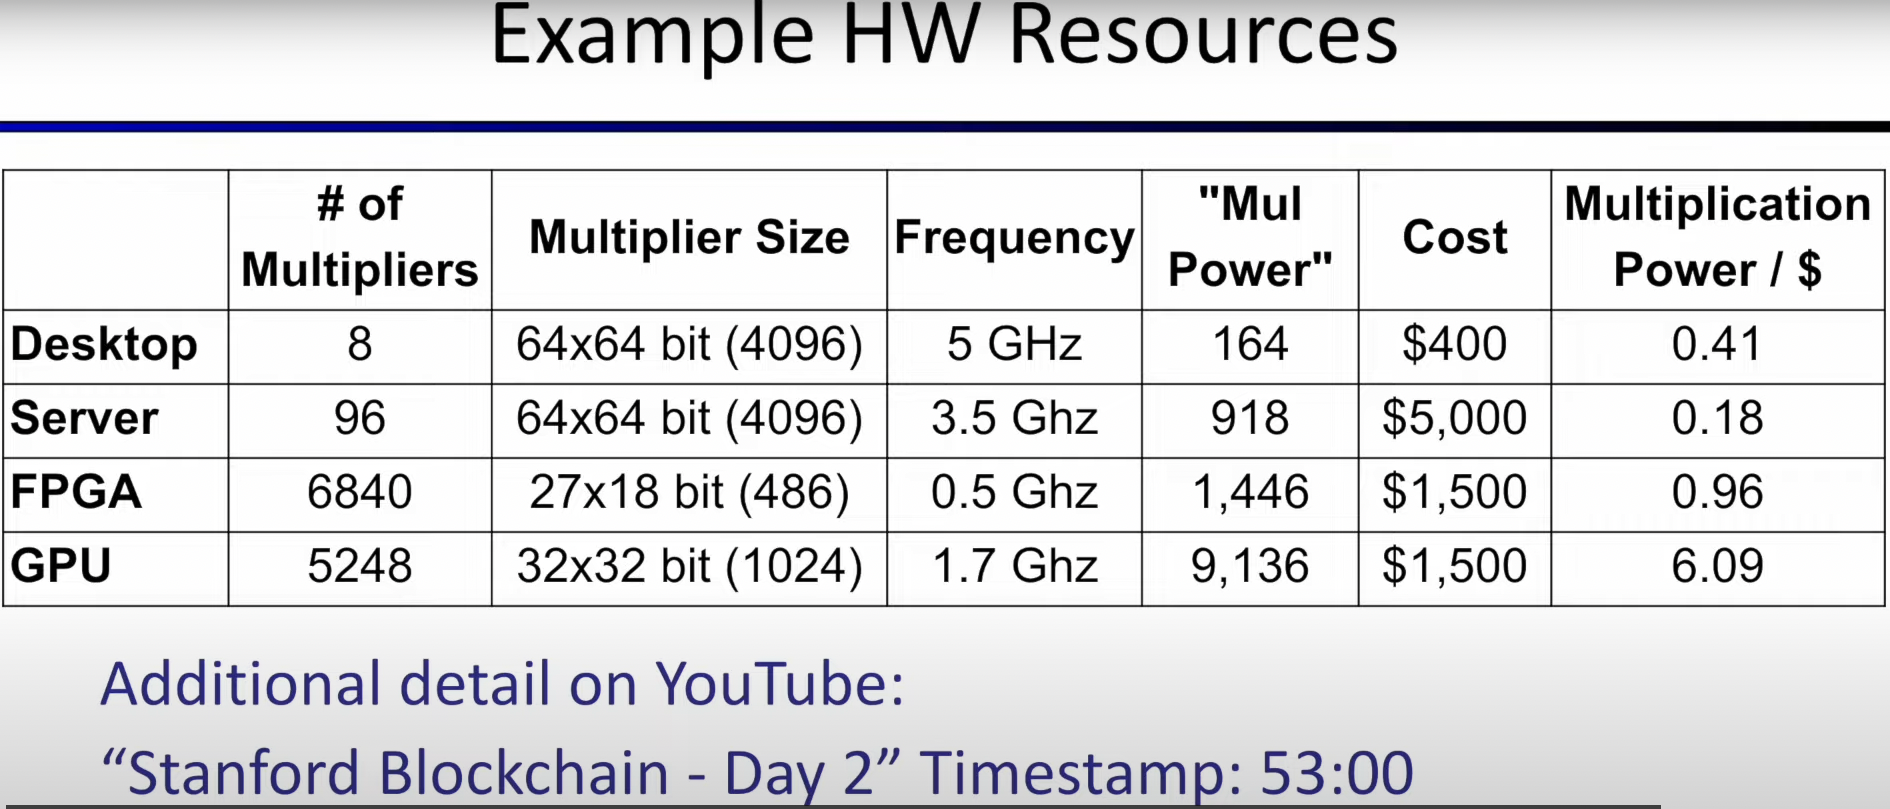 Example HW Resources
# of Multipliers Multiplier Size Frequency "Mul Power" Cost Multiplication Power / $
Desktop 8 64x64 bit (4096) 5 GHz 164 $400 0.41
Server 96 64x64 bit (4096) 3.5 Ghz 918 $5,000 0.18
FPGA 6840 27x18 bit (486) 0.5 Ghz 1,446 $1,500 0.96
GPU 5248 32x32 bit (1024) 1.7 Ghz 9,136 $1,500 6.09
Additional detail on YouTube:
“Stanford Blockchain - Day 2” Timestamp: 53:00